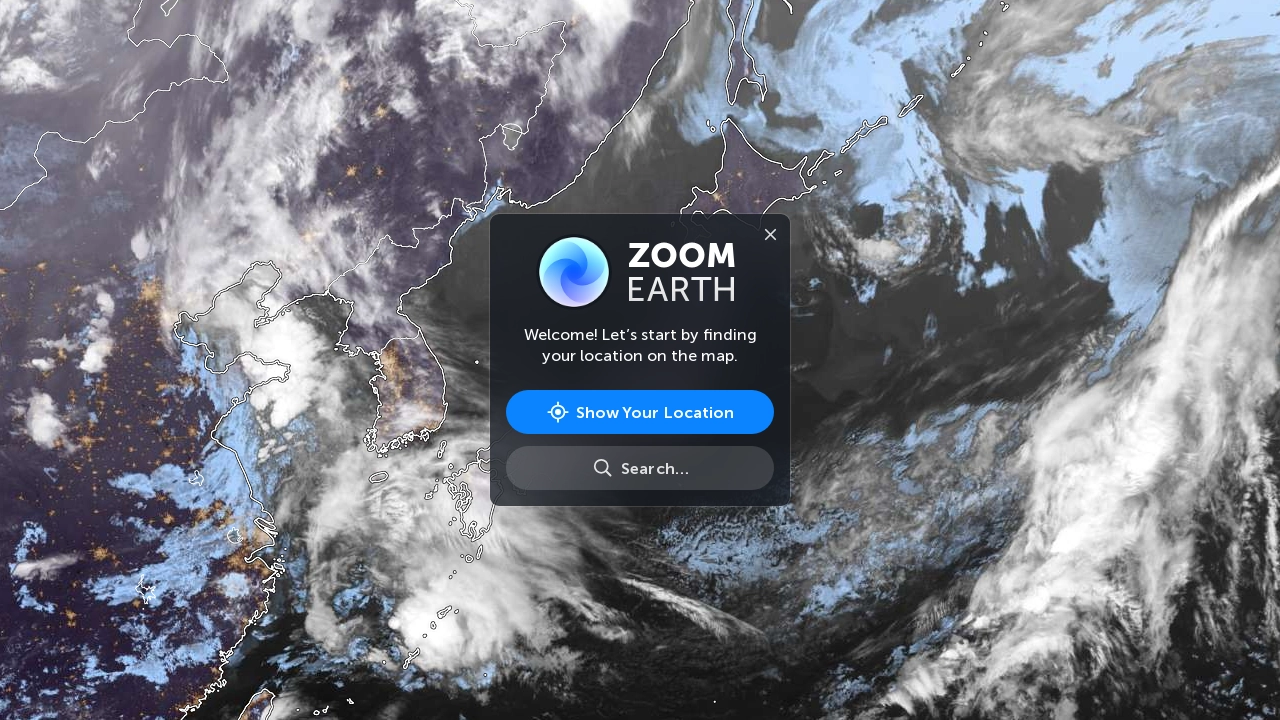 ZOOM
EARTH
Welcome! Let’s start by finding
your location on the map.
Show Your Location
Search…